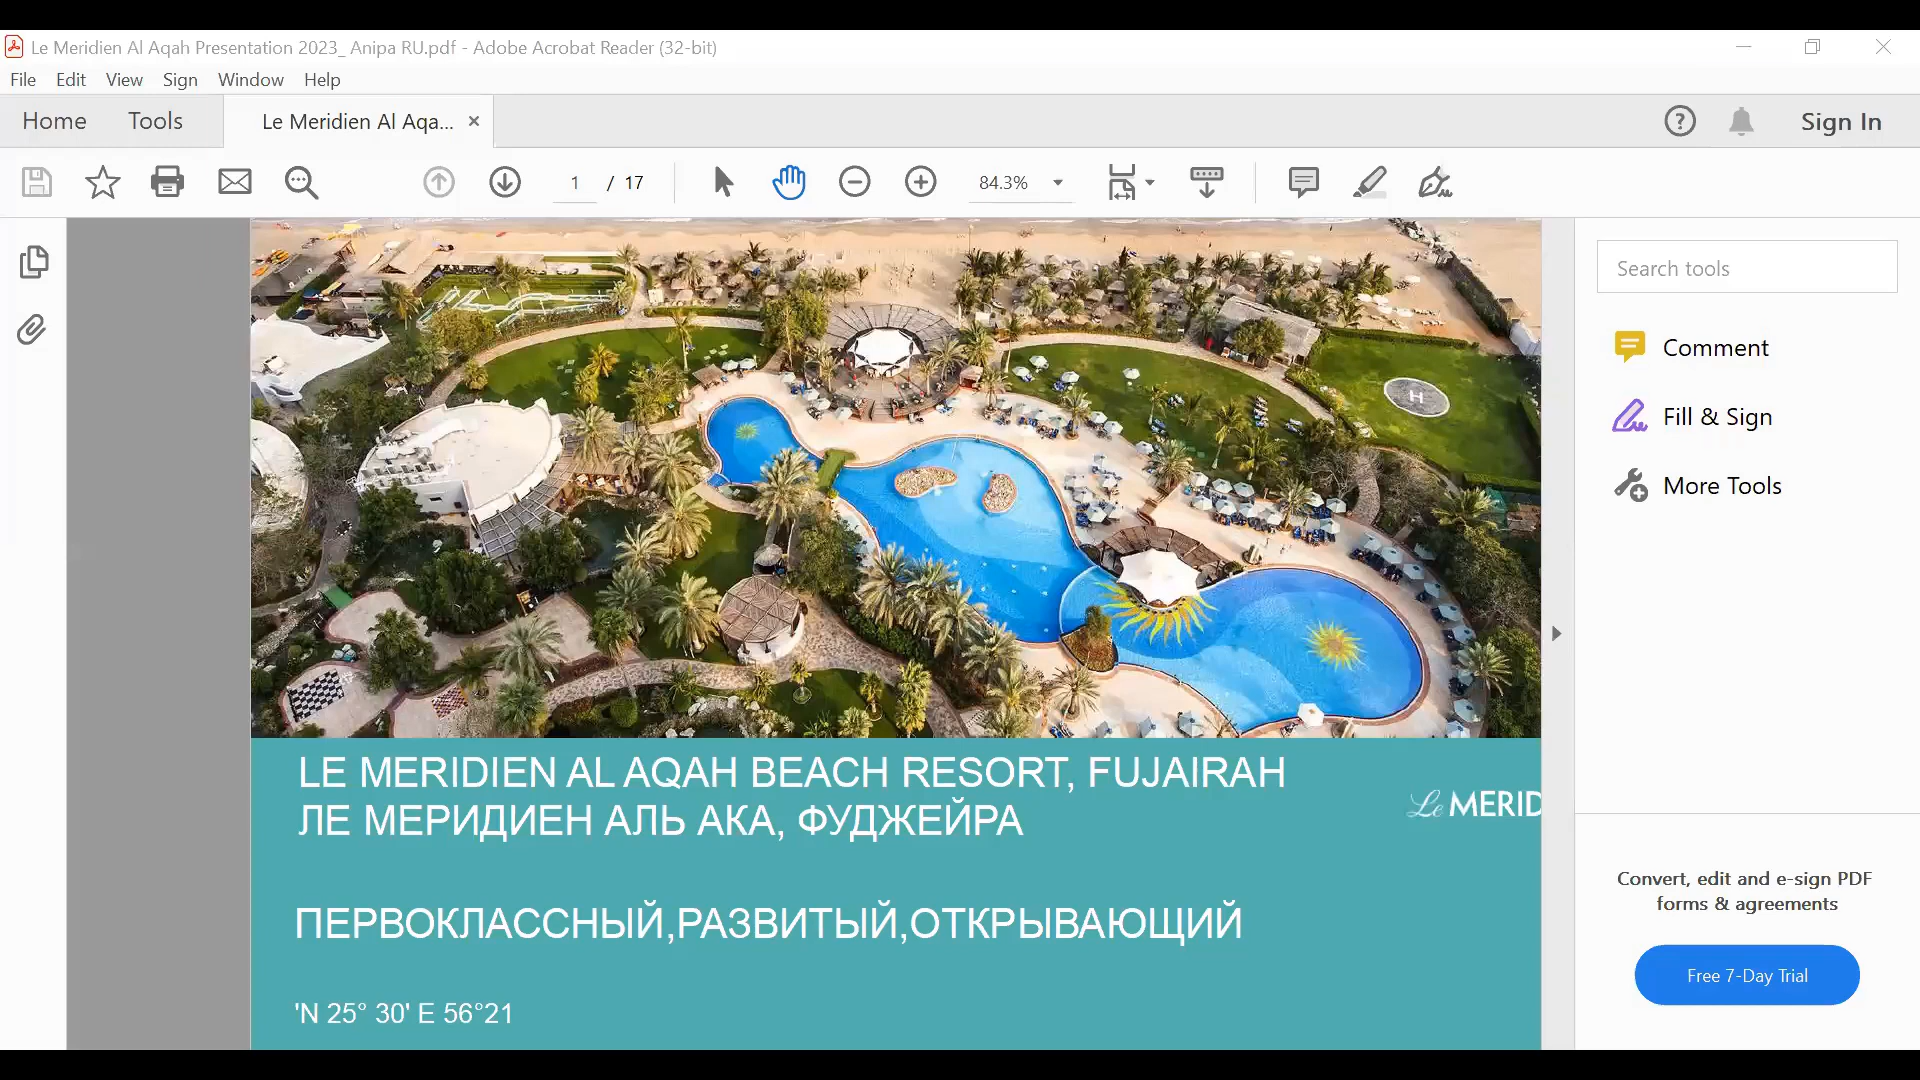 Le Meridien Al Aqah Presentation 2023_ Anipa RU.pdf - Adobe Acrobat Reader (32-bit)
File Edit View Sign Window Help
Home Tools Le Meridien Al Aqa... Sign In
1 / 17 84.3%
Search tools
Comment
Fill & Sign
More Tools
H
LE MERIDIEN AL AQAH BEACH RESORT, FUJAIRAH
ЛЕ МЕРИДИЕН АЛЬ АКА, ФУДЖЕЙРА
Le MERID
ПЕРВОКЛАССНЫЙ,РАЗВИТЫЙ,ОТКРЫВАЮЩИЙ
'N 25° 30' E 56°21
Convert, edit and e-sign PDF
forms & agreements
Free 7-Day Trial